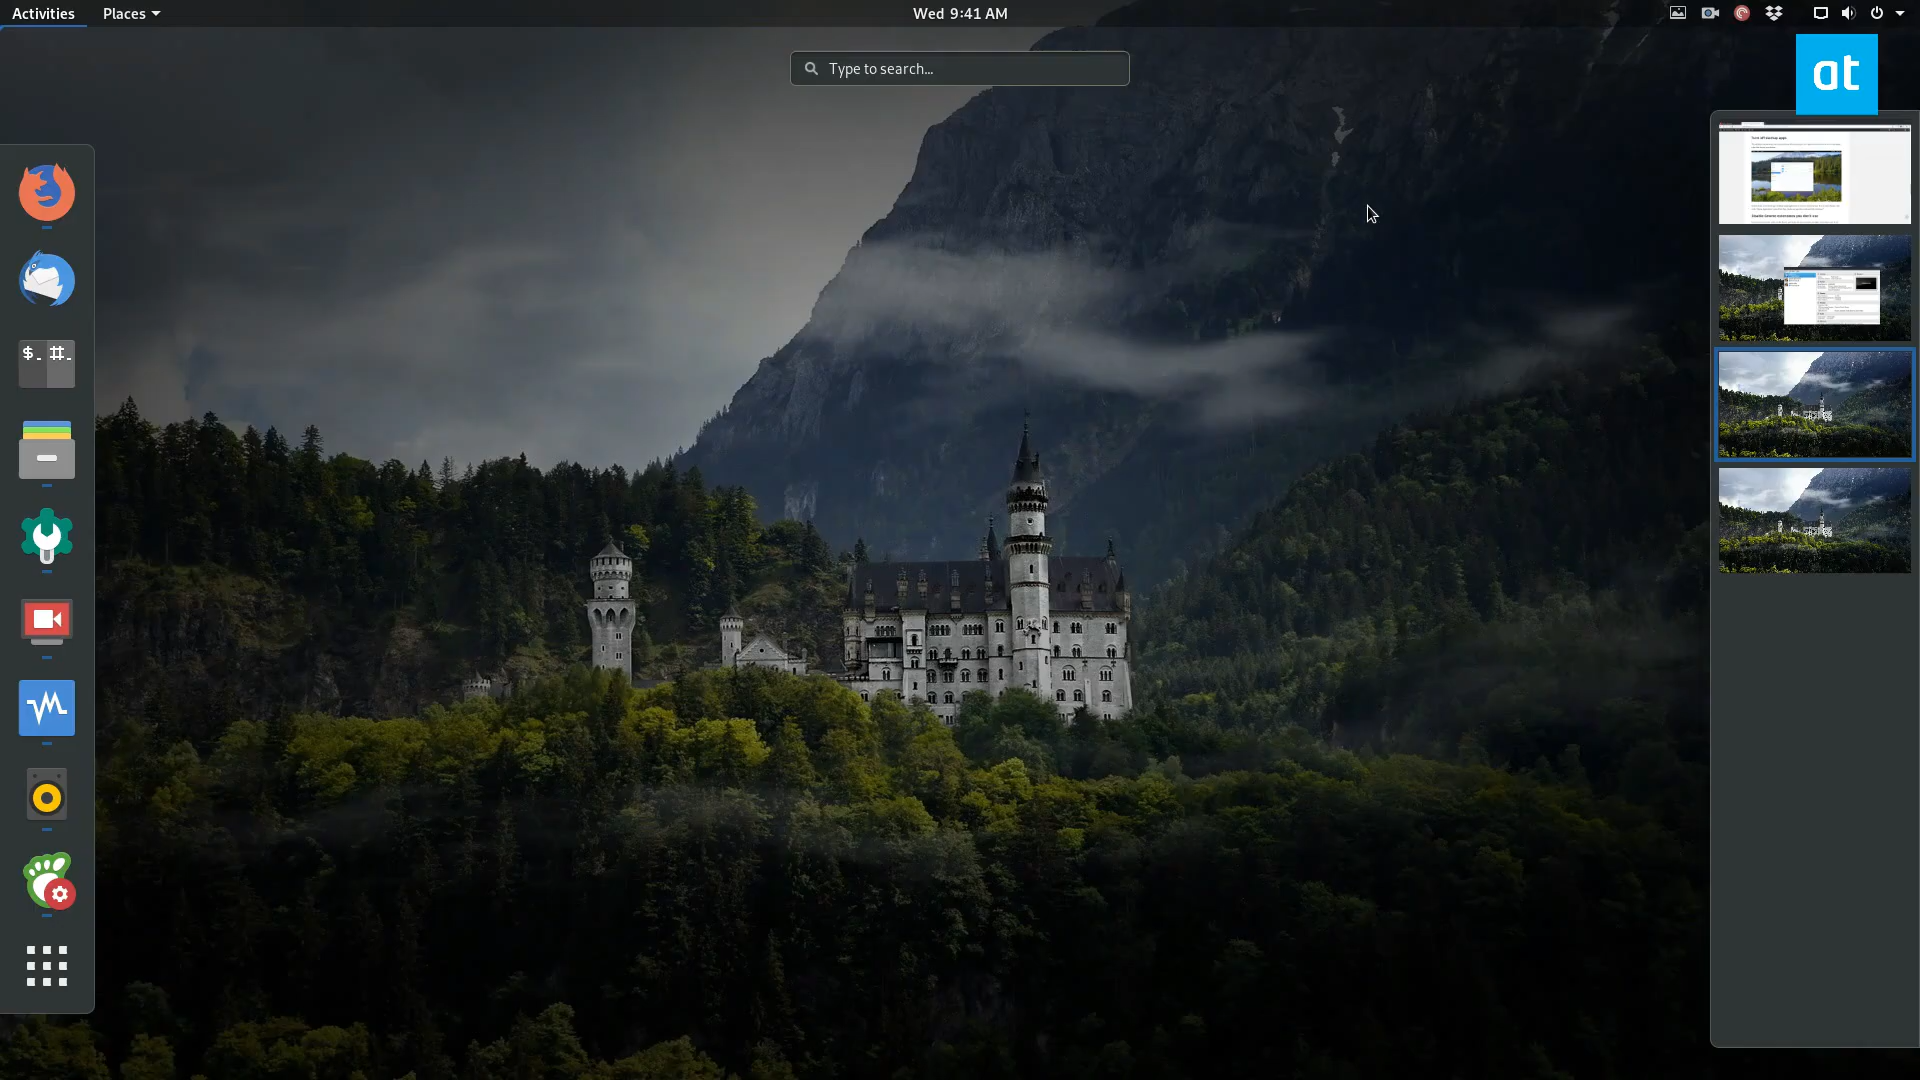 Activities
Places
Wed 9:41 AM
Type to search...
at
$_ #_